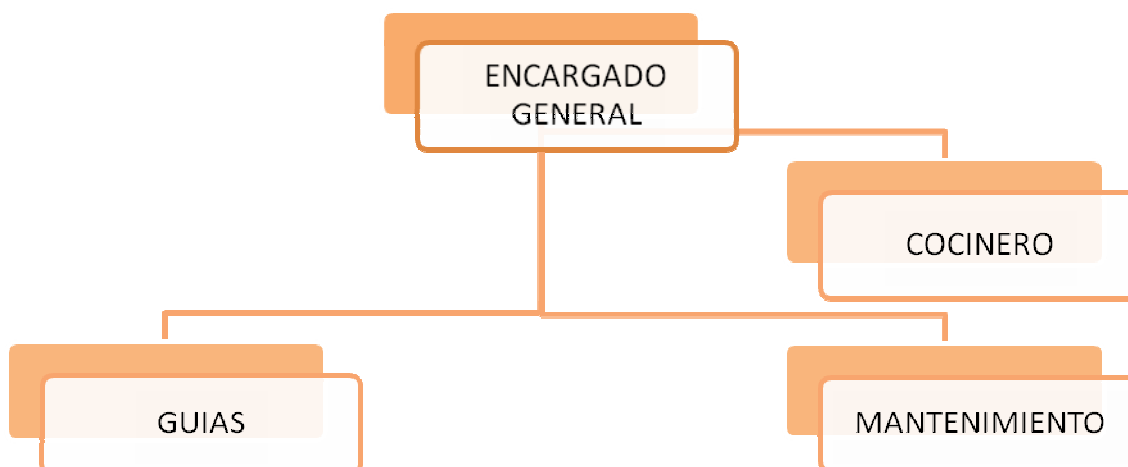 ENCARGADO
GENERAL
COCINERO
GUIAS
MANTENIMIENTO